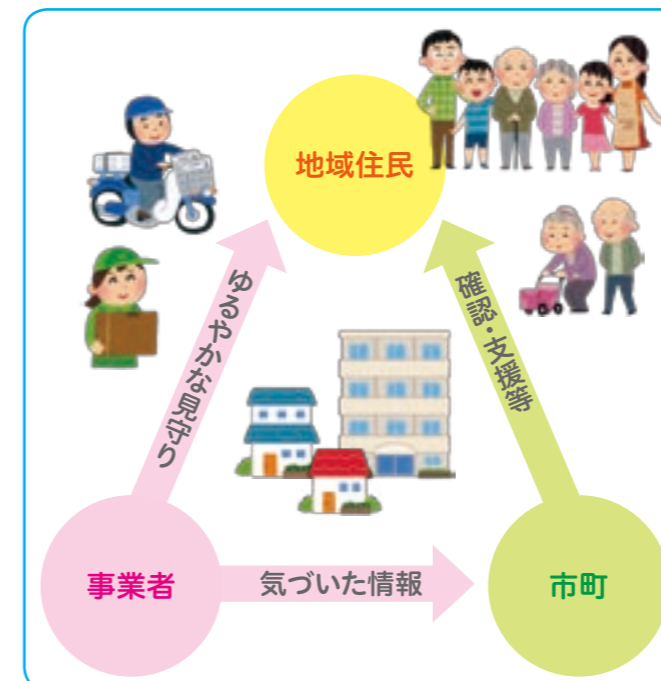 地域住民
ゆるやかな見守り
確認・支援等
事業者
気づいた情報
市町